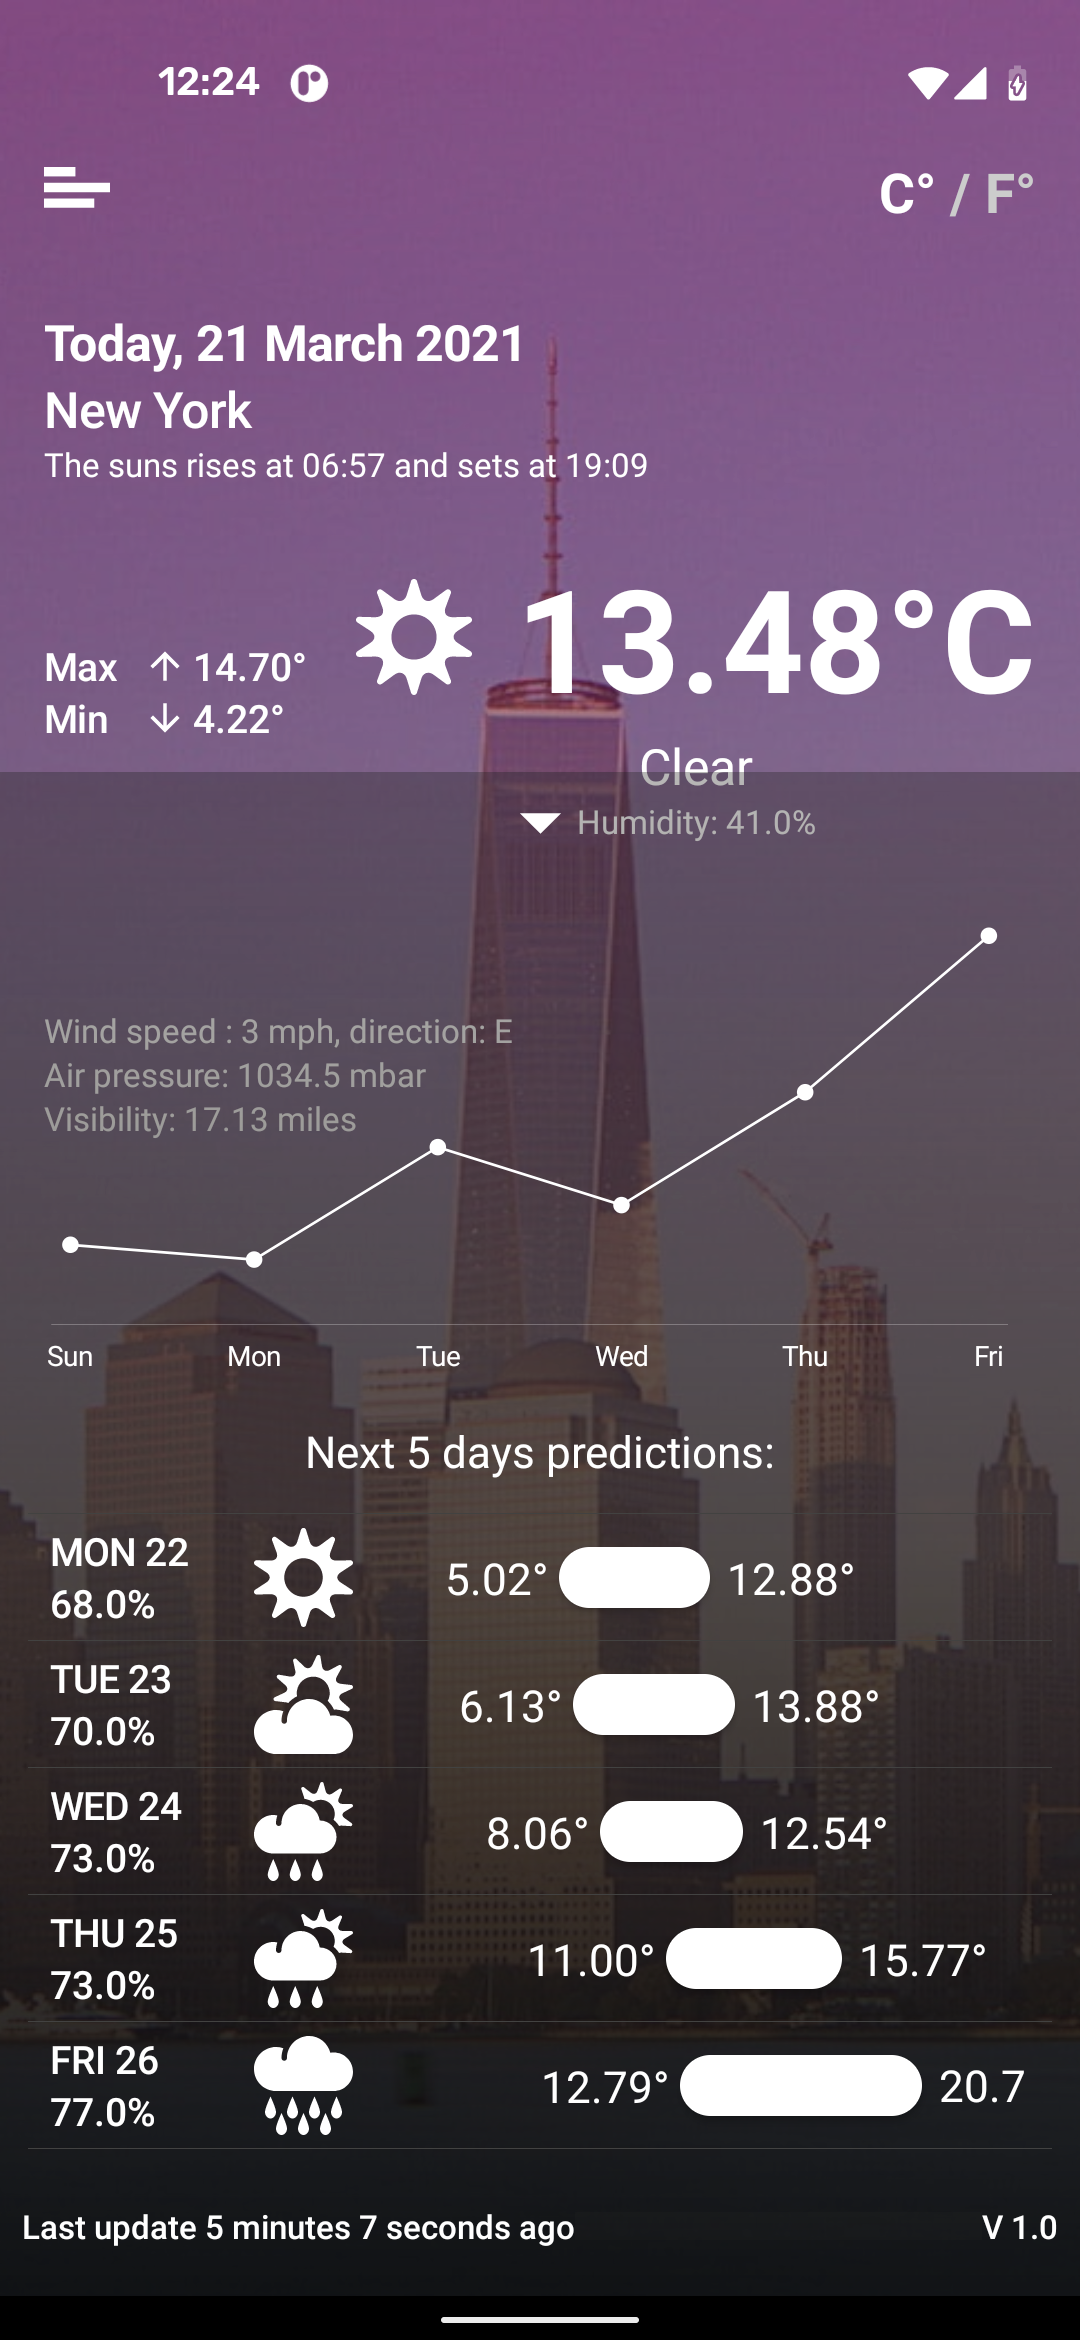 12:24
C° / F°
Today, 21 March 2021
New York
The suns rises at 06:57 and sets at 19:09
13.48°C
Max ↑ 14.70°
Min ↓ 4.22°
Clear
Humidity: 41.0%
Wind speed : 3 mph, direction: E
Air pressure: 1034.5 mbar
Visibility: 17.13 miles
Sun Mon Tue Wed Thu Fri
Next 5 days predictions:
MON 22
68.0%
5.02° 12.88°
TUE 23
70.0%
6.13° 13.88°
WED 24
73.0%
8.06° 12.54°
THU 25
73.0%
11.00° 15.77°
FRI 26
77.0%
12.79° 20.7
Last update 5 minutes 7 seconds ago V 1.0